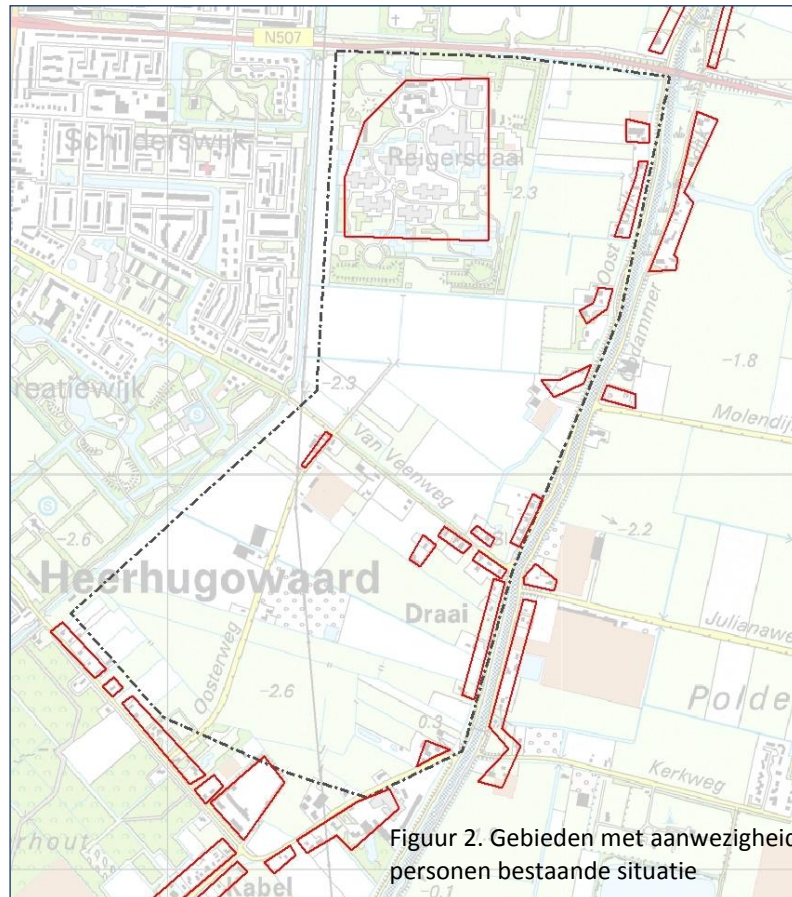 N507
Schilderswijk
Reigersdaal
-2.3
Oost
-1.8
reatiewijk
-2.3
Molendij
Van Veenweg
-2.6
-2.2
Heerhugowaard
Draai
Julianawe
Oosterweg
-2.6
Polde
0.3
Kerkweg
rhout
Figuur 2. Gebieden met aanwezigheid
personen bestaande situatie
Kabel
-0.1